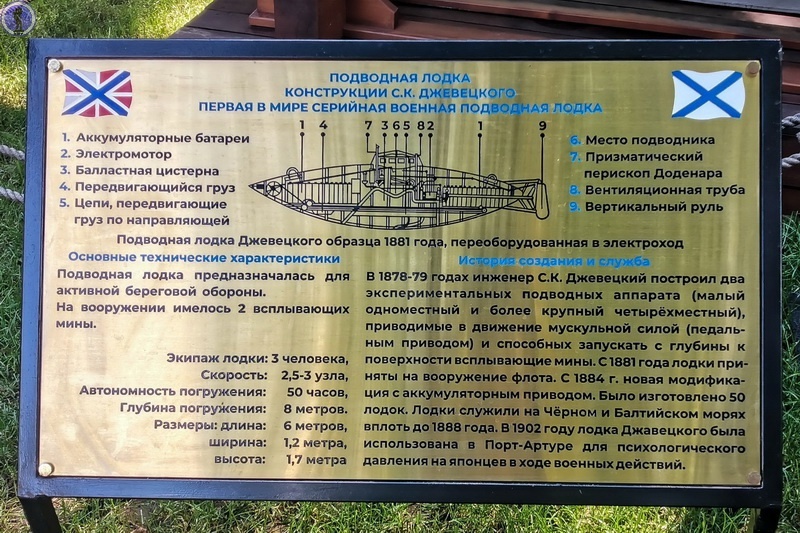 ПОДВОДНАЯ ЛОДКА
КОНСТРУКЦИИ С.К. ДЖЕВЕЦКОГО
ПЕРВАЯ В МИРЕ СЕРИЙНАЯ ВОЕННАЯ ПОДВОДНАЯ ЛОДКА
1 4 7 3 6 5 8 2 1 9
1. Аккумуляторные батареи
2. Электромотор
3. Балластная цистерна
4. Передвигающийся груз
5. Цепи, передвигающие
груз по направляющей
6. Место подводника
7. Призматический
перископ Доденара
8. Вентиляционная труба
9. Вертикальный руль
Подводная лодка Джевецкого образца 1881 года, переоборудованная в электроход
Основные технические характеристики
Подводная лодка предназначалась для
активной береговой обороны.
На вооружении имелось 2 всплывающих
мины.
Экипаж лодки: 3 человека,
Скорость: 2,5-3 узла,
Автономность погружения: 50 часов,
Глубина погружения: 8 метров.
Размеры: длина: 6 метров,
ширина: 1,2 метра,
высота: 1,7 метра
История создания и служба
В 1878-79 годах инженер С.К. Джевецкий построил два
экспериментальных подводных аппарата (малый
одноместный и более крупный четырёхместный),
приводимые в движение мускульной силой (педаль-
ным приводом) и способных запускать с глубины к
поверхности всплывающие мины. С 1881 года лодки при-
няты на вооружение флота. С 1884 г. новая модифика-
ция с аккумуляторным приводом. Было изготовлено 50
лодок. Лодки служили на Чёрном и Балтийском морях
вплоть до 1888 года. В 1902 году лодка Джавецкого была
использована в Порт-Артуре для психологического
давления на японцев в ходе военных действий.